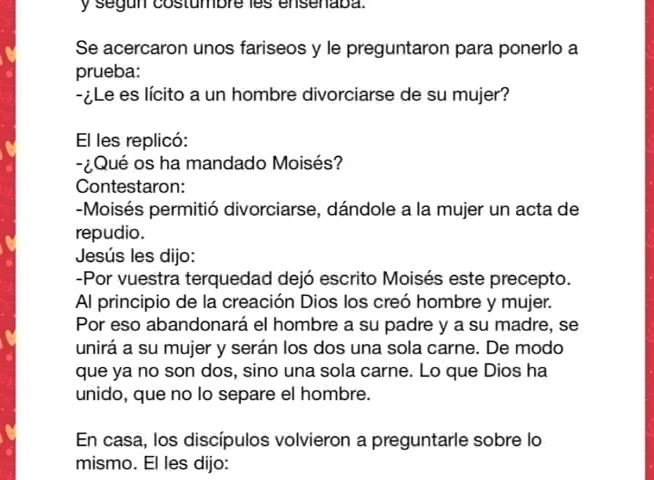 y según costumbre les enseñaba.
Se acercaron unos fariseos y le preguntaron para ponerlo a
prueba:
-¿Le es lícito a un hombre divorciarse de su mujer?
El les replicó:
-¿Qué os ha mandado Moisés?
Contestaron:
-Moisés permitió divorciarse, dándole a la mujer un acta de
repudio.
Jesús les dijo:
-Por vuestra terquedad dejó escrito Moisés este precepto.
Al principio de la creación Dios los creó hombre y mujer.
Por eso abandonará el hombre a su padre y a su madre, se
unirá a su mujer y serán los dos una sola carne. De modo
que ya no son dos, sino una sola carne. Lo que Dios ha
unido, que no lo separe el hombre.
En casa, los discípulos volvieron a preguntarle sobre lo
mismo. El les dijo: